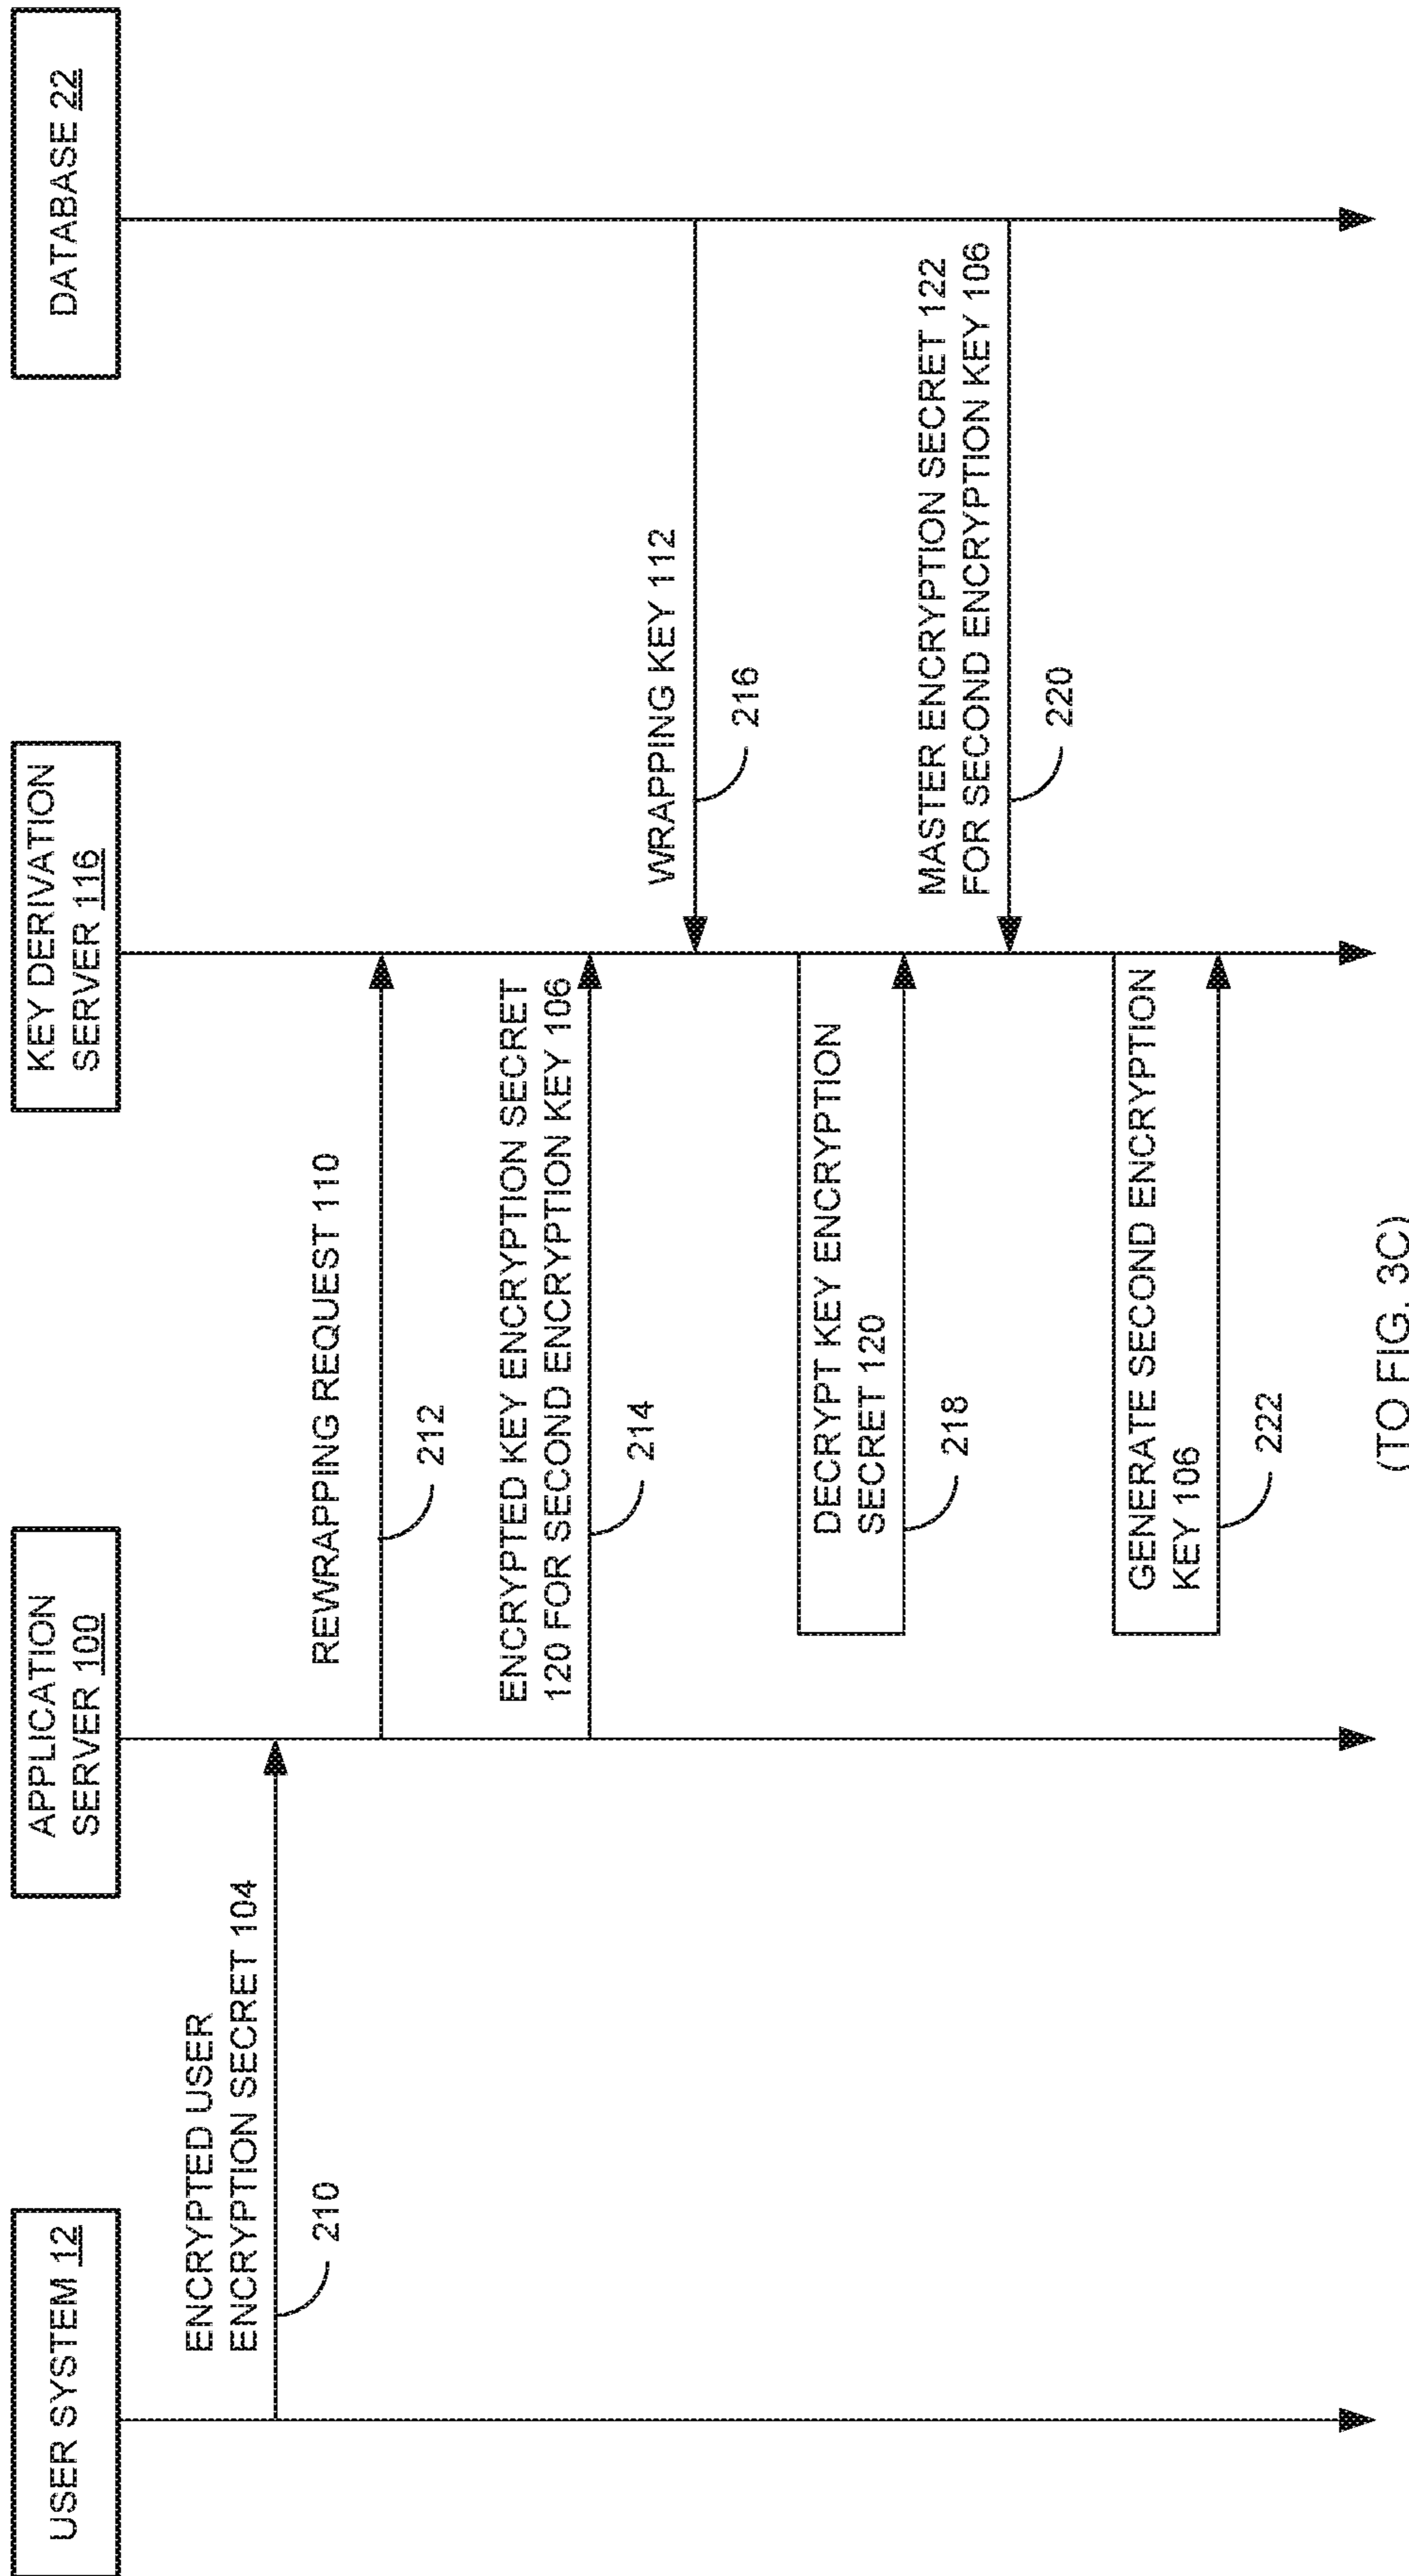 USER SYSTEM 12
APPLICATION
SERVER 100
KEY DERIVATION
SERVER 116
DATABASE 22
ENCRYPTED USER
ENCRYPTION SECRET 104
210
REWRAPPING REQUEST 110
212
ENCRYPTED KEY ENCRYPTION SECRET
120 FOR SECOND ENCRYPTION KEY 106
214
WRAPPING KEY 112
216
DECRYPT KEY ENCRYPTION
SECRET 120
218
MASTER ENCRYPTION SECRET 122
FOR SECOND ENCRYPTION KEY 106
220
GENERATE SECOND ENCRYPTION
KEY 106
222
(TO FIG. 3C)